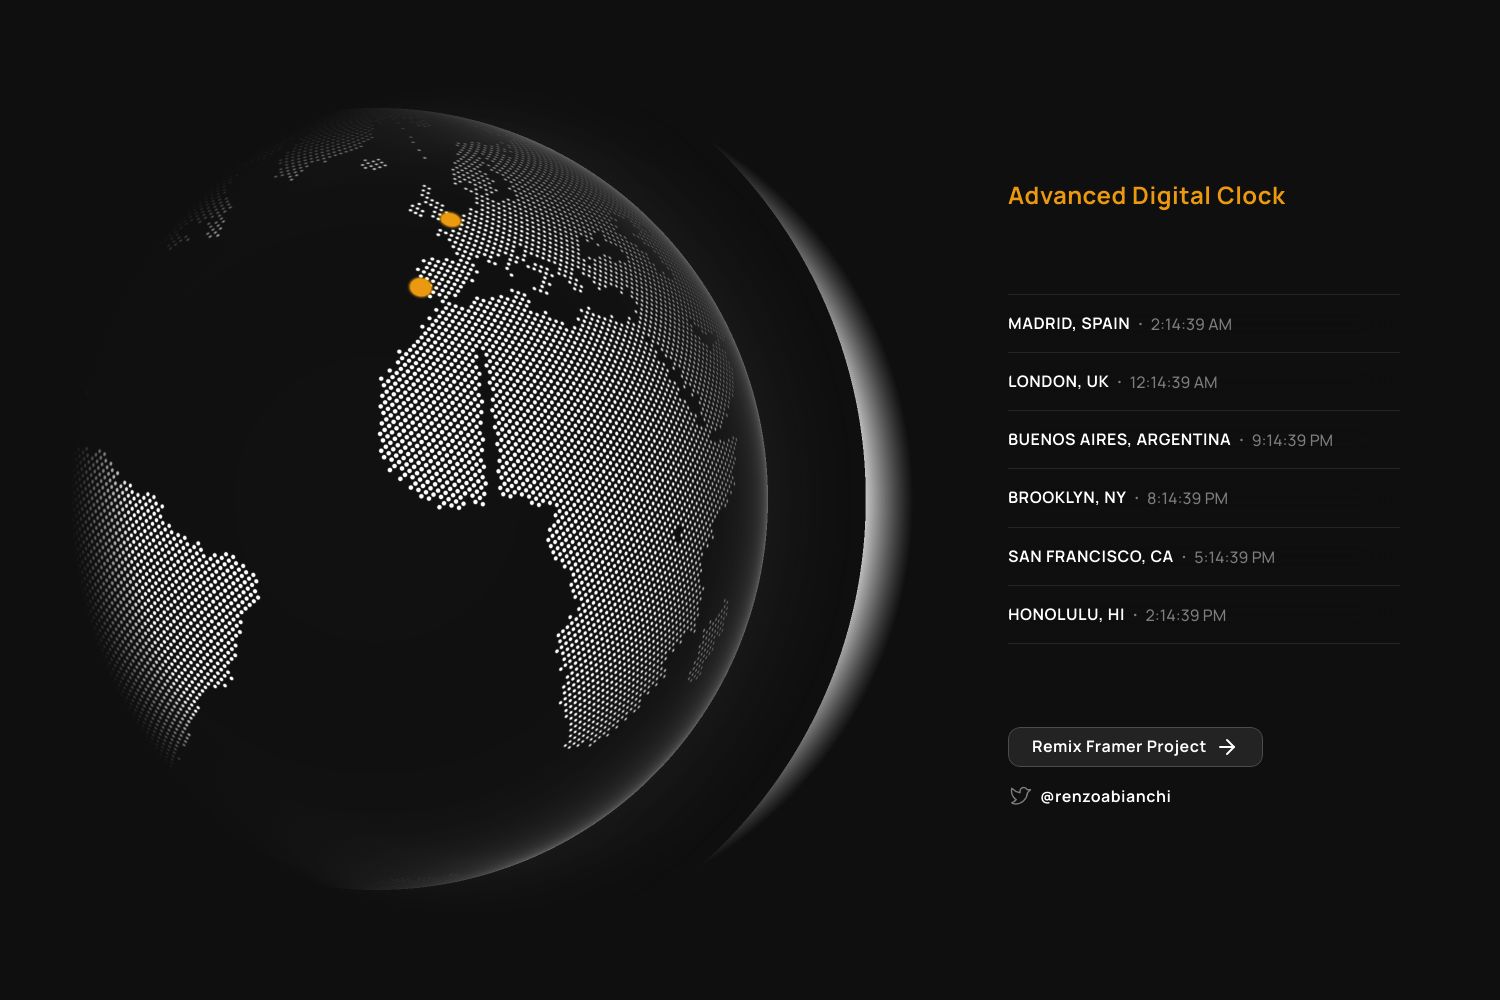 Advanced Digital Clock
MADRID, SPAIN · 2:14:39 AM
LONDON, UK · 12:14:39 AM
BUENOS AIRES, ARGENTINA · 9:14:39 PM
BROOKLYN, NY · 8:14:39 PM
SAN FRANCISCO, CA · 5:14:39 PM
HONOLULU, HI · 2:14:39 PM
Remix Framer Project →
@renzoabianchi